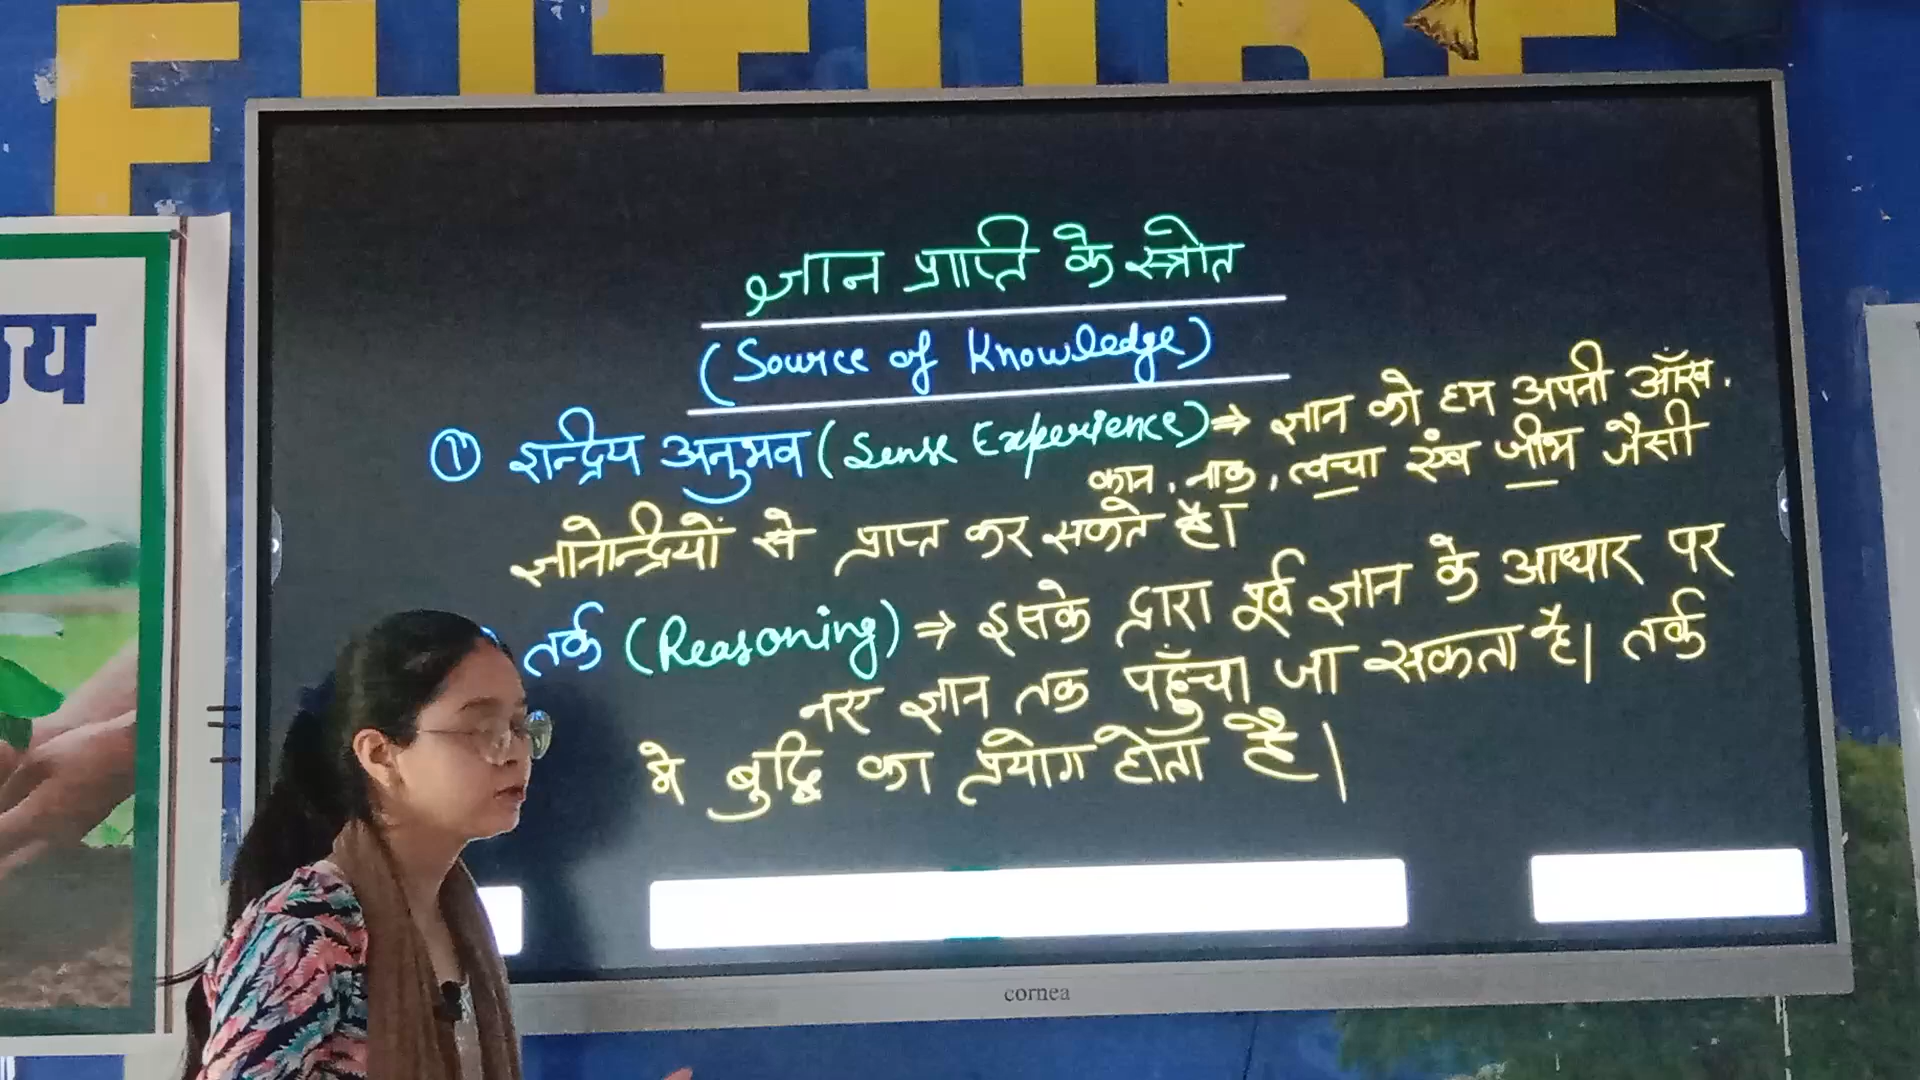 FUTURE
ज्ञान प्राप्ति के स्त्रोत
(Source of Knowledge)
① इन्द्रिय अनुभव (Sense Experience) ⇒ ज्ञान को हम अपनी आँख,
कान, नाक, त्वचा एंव जीभ जैसी
ज्ञानेन्द्रियों से प्राप्त कर सकते हैं।
तर्क (Reasoning) ⇒ इसके द्वारा पूर्व ज्ञान के आधार पर
नए ज्ञान तक पहुँचा जा सकता है। तर्क
मे बुद्धि का प्रयोग होता है।
cornea